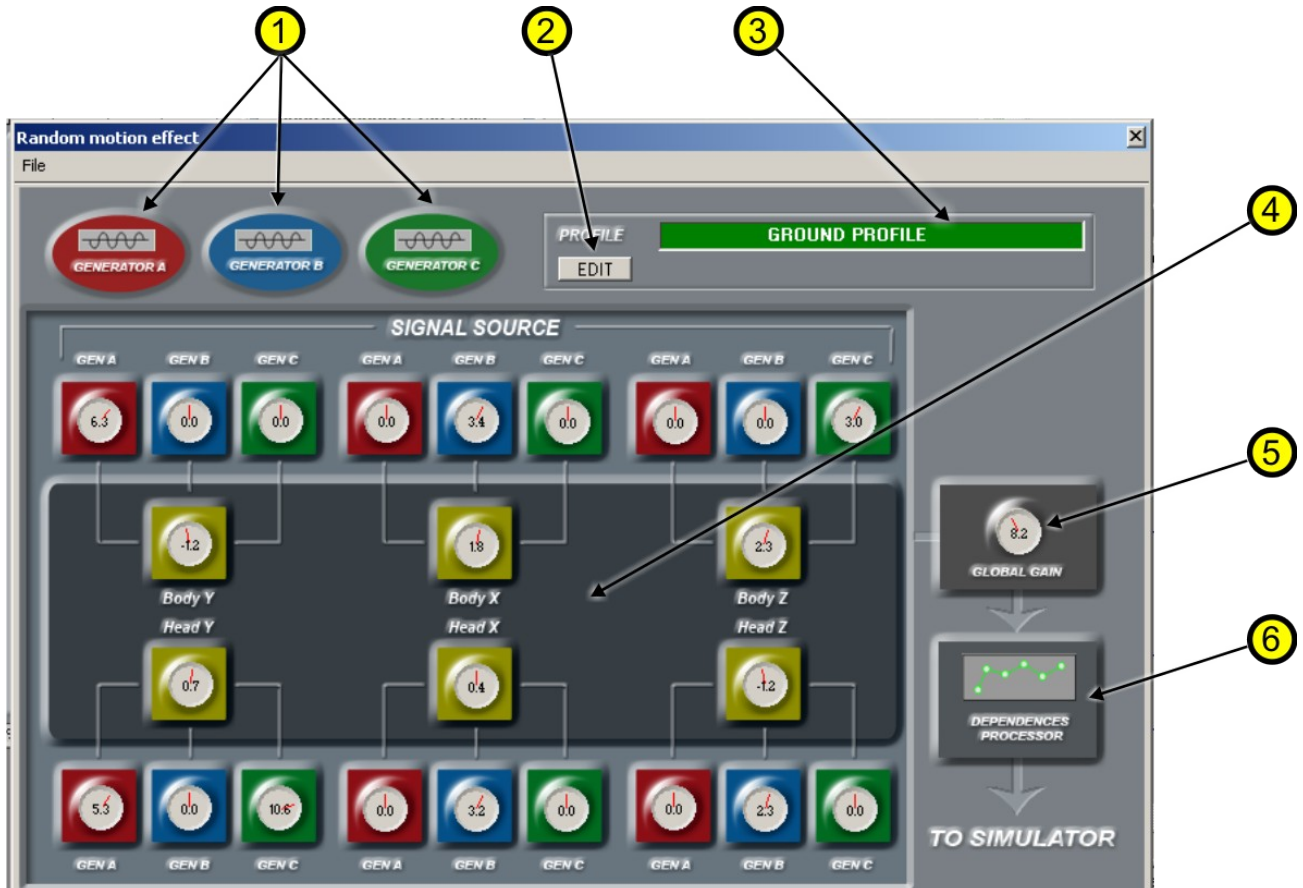 1 2 3
Random motion effect
File
PROFILE GROUND PROFILE
4
EDIT
GENERATOR A GENERATOR B GENERATOR C
SIGNAL SOURCE
GEN A GEN B GEN C GEN A GEN B GEN C GEN A GEN B GEN C
6.3 0.0 0.0 0.0 3.4 0.0 0.0 0.0 3.0
5
-1.2 1.8 2.3 8.2
GLOBAL GAIN
Body Y Body X Body Z
Head Y Head X Head Z
6
0.7 0.4 -1.2
DEPENDENCES
PROCESSOR
5.3 0.0 10.6 0.0 3.2 0.0 0.0 2.3 0.0
TO SIMULATOR
GEN A GEN B GEN C GEN A GEN B GEN C GEN A GEN B GEN C